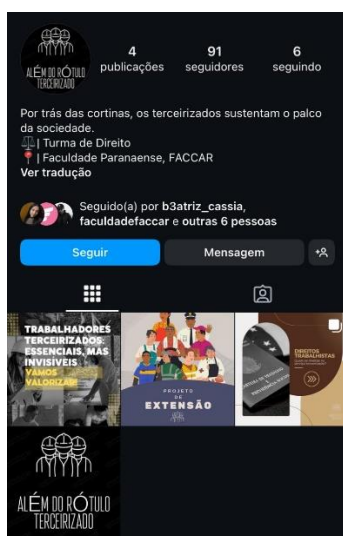 ALÉM DO RÓTULO
TERCEIRIZADO
4
publicações
91
seguidores
6
seguindo
Por trás das cortinas, os terceirizados sustentam o palco
da sociedade.
| Turma de Direito
| Faculdade Paranaense, FACCAR
Ver tradução
Seguido(a) por b3atriz_cassia,
faculdadefaccar e outras 6 pessoas
Seguir
Mensagem
TRABALHADORES
TERCEIRIZADOS:
ESSENCIAIS, MAS
INVISÍVEIS
VAMOS
VALORIZAR!
PROJETO
DE
EXTENSÃO
DIREITOS
TRABALHISTAS
ALÉM DO RÓTULO
TERCEIRIZADO